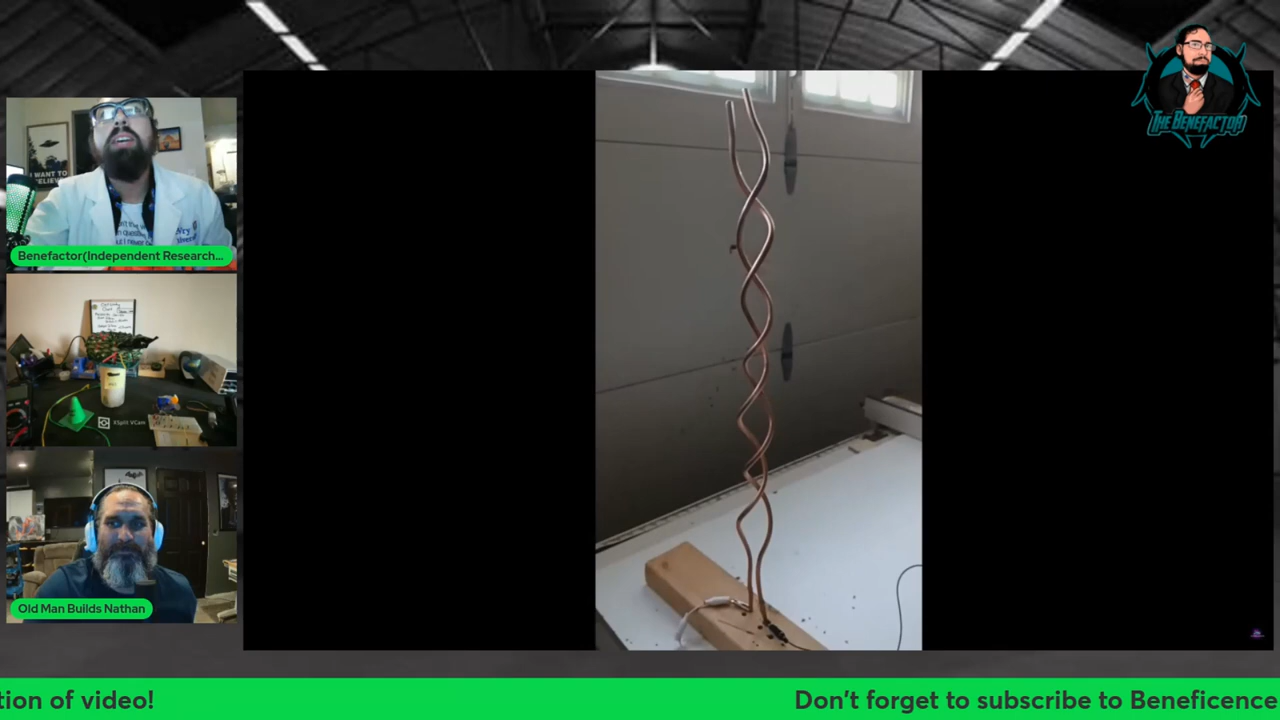 THE BENEFACTOR
I WANT TO
BELIEVE
Benefactor(Independent Research...
XSplit VCam
Old Man Builds Nathan
tion of video!
Don't forget to subscribe to Beneficence